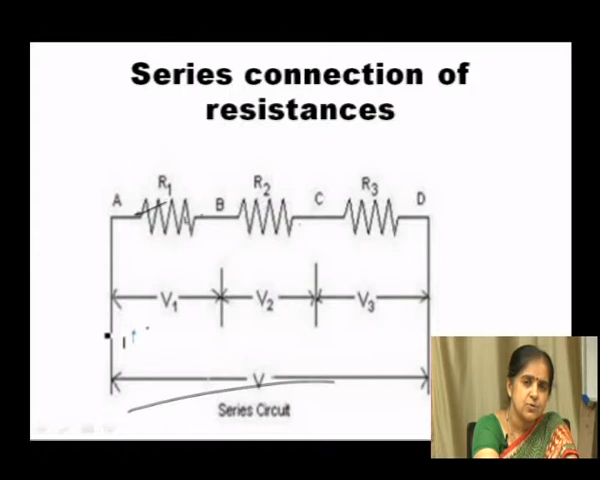 Series connection of
resistances
A R1 B R2 C R3 D
V1 V2 V3
V
Series Circuit